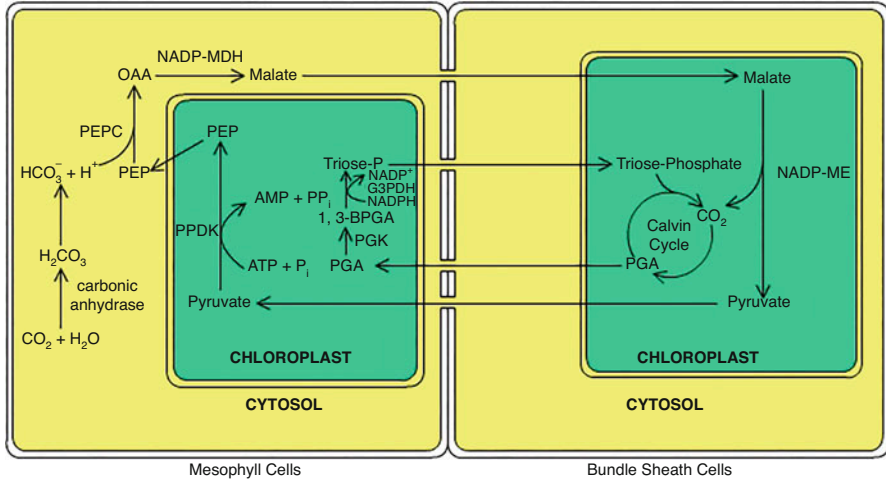 NADP-MDH
OAA
Malate
PEPC
HCO₃⁻ + H⁺
PEP
H₂CO₃
carbonic
anhydrase
CO₂ + H₂O
PEP
PPDK
AMP + PPᵢ
ATP + Pᵢ
Pyruvate
Triose-P
NADP⁺
G3PDH
NADPH
1, 3-BPGA
PGK
PGA
CHLOROPLAST
CYTOSOL
Mesophyll Cells
Malate
Triose-Phosphate
NADP-ME
CO₂
Calvin
Cycle
PGA
Pyruvate
CHLOROPLAST
CYTOSOL
Bundle Sheath Cells